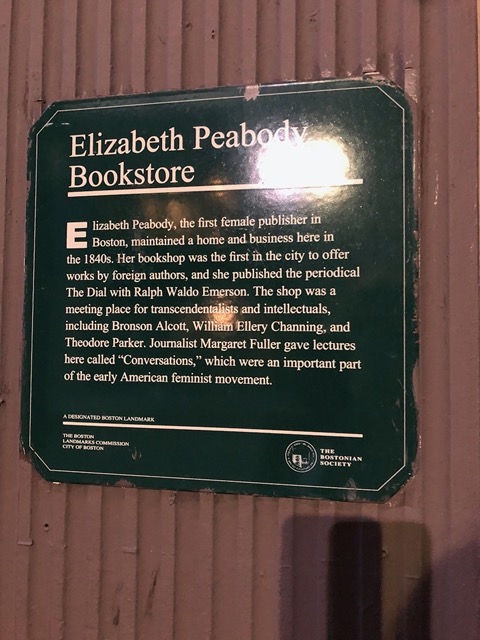 Elizabeth Peabody
Bookstore
Elizabeth Peabody, the first female publisher in
Boston, maintained a home and business here in
the 1840s. Her bookshop was the first in the city to offer
works by foreign authors, and she published the periodical
The Dial with Ralph Waldo Emerson. The shop was a
meeting place for transcendentalists and intellectuals,
including Bronson Alcott, William Ellery Channing, and
Theodore Parker. Journalist Margaret Fuller gave lectures
here called “Conversations,” which were an important part
of the early American feminist movement.
A DESIGNATED BOSTON LANDMARK
THE BOSTON
LANDMARKS COMMISSION
CITY OF BOSTON
THE
BOSTONIAN
SOCIETY